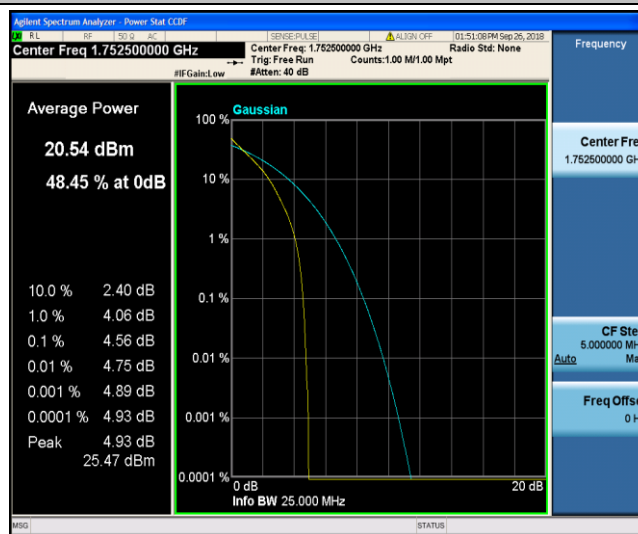 Agilent Spectrum Analyzer - Power Stat CCDF
RL RF 50 Ω AC SENSE:PULSE ALIGN OFF 01:51:08 PM Sep 26, 2018
Center Freq 1.752500000 GHz
Center Freq: 1.752500000 GHz Radio Std: None
Trig: Free Run Counts:1.00 M/1.00 Mpt
#IFGain:Low #Atten: 40 dB
Frequency
Average Power
20.54 dBm
48.45 % at 0dB
10.0 % 2.40 dB
1.0 % 4.06 dB
0.1 % 4.56 dB
0.01 % 4.75 dB
0.001 % 4.89 dB
0.0001 % 4.93 dB
Peak 4.93 dB
25.47 dBm
Gaussian
100 %
10 %
1 %
0.1 %
0.01 %
0.001 %
0.0001 %
0 dB 20 dB
Info BW 25.000 MHz
Center Fre
1.752500000 GH
CF Ste
5.000000 MH
Auto Ma
Freq Offse
0 H
MSG STATUS